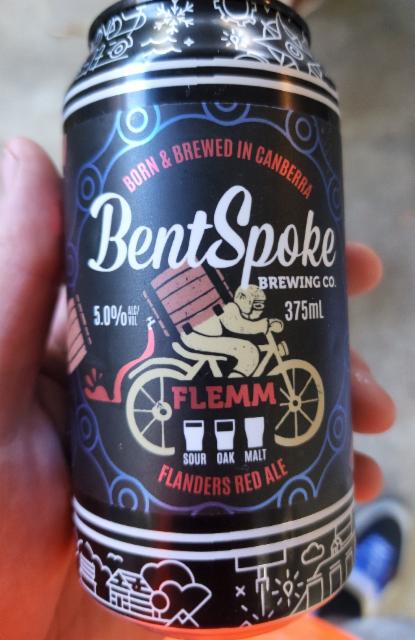 BORN & BREWED IN CANBERRA
BentSpoke
BREWING CO.
5.0% ALC/VOL
375mL
FLEMM
SOUR OAK MALT
FLANDERS RED ALE